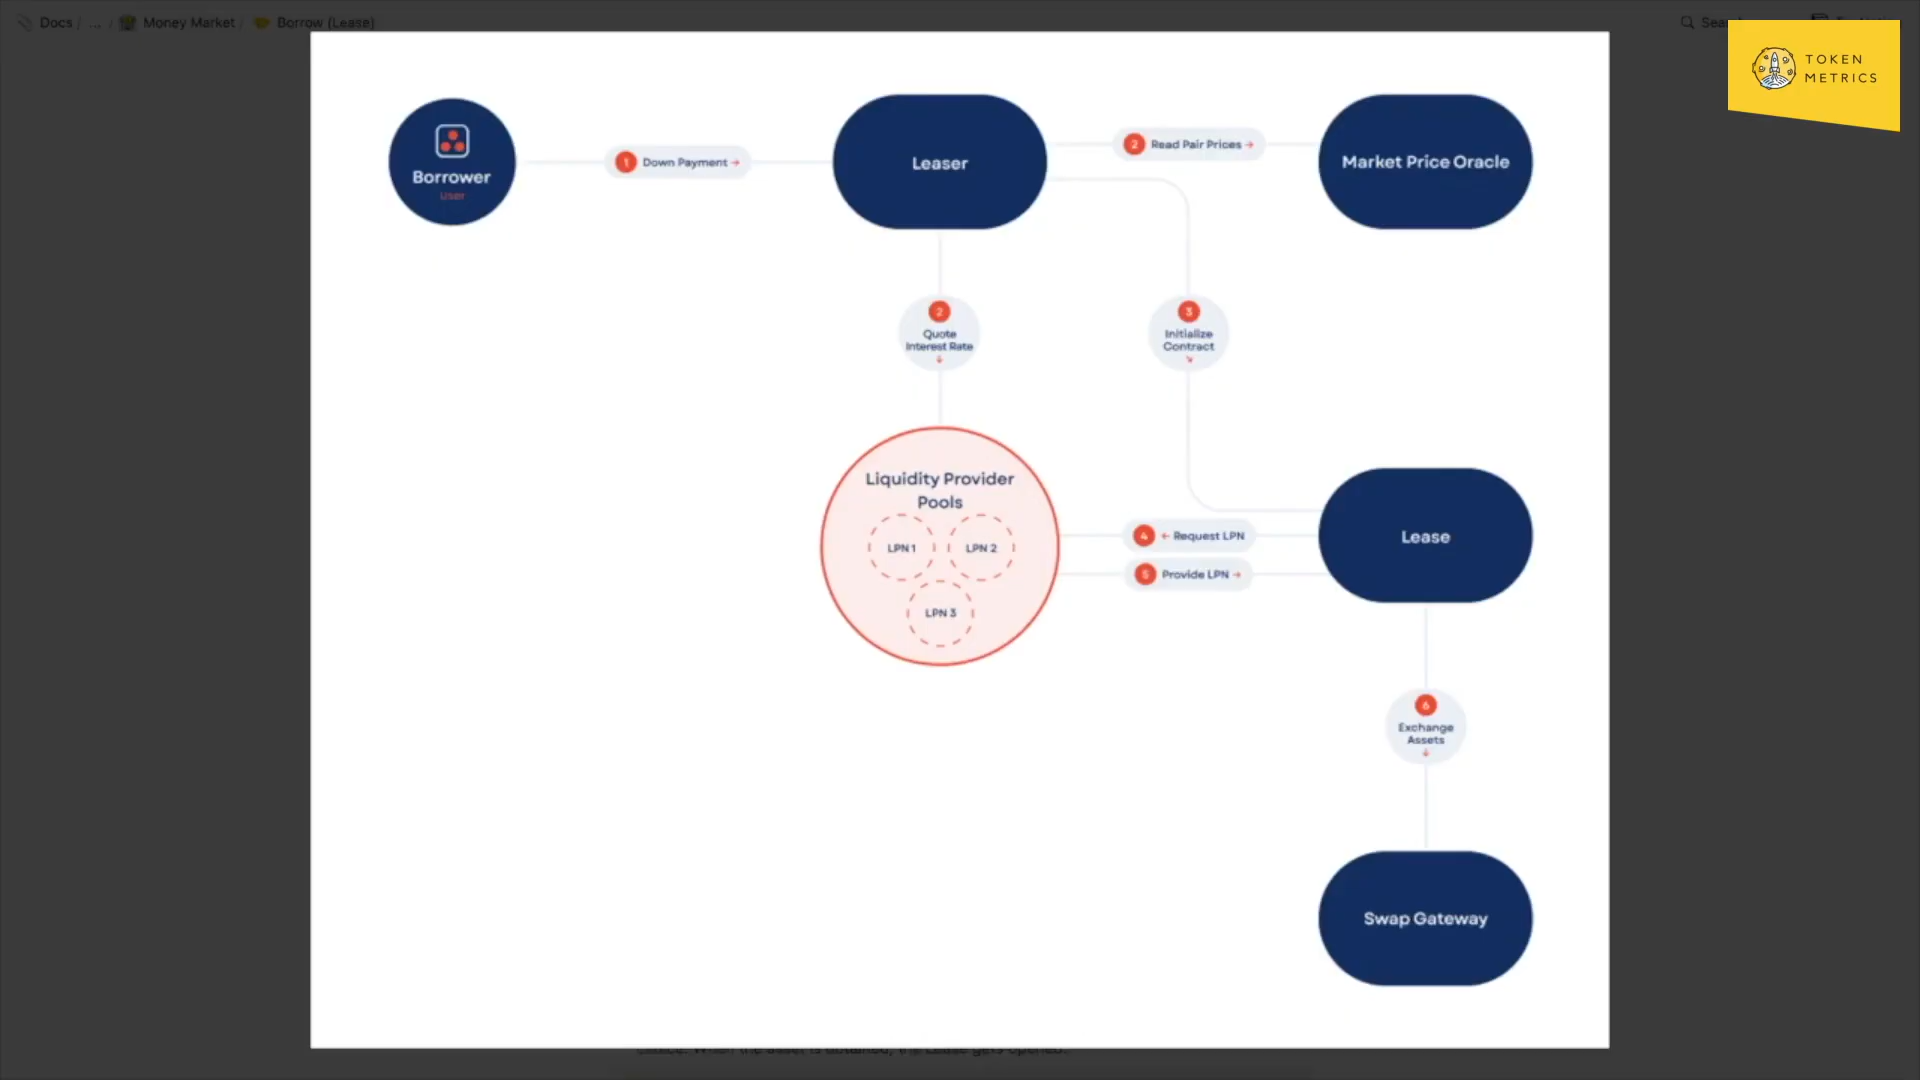 Docs / ... / Money Market / Borrow (Lease)
TOKEN
METRICS
Borrower
User
1 Down Payment →
Leaser
2 Read Pair Prices →
Market Price Oracle
2
Quote
Interest Rate
↓
3
Initialize
Contract
↘
Liquidity Provider
Pools
LPN 1
LPN 2
LPN 3
4 ← Request LPN
5 Provide LPN →
Lease
6
Exchange
Assets
↓
Swap Gateway